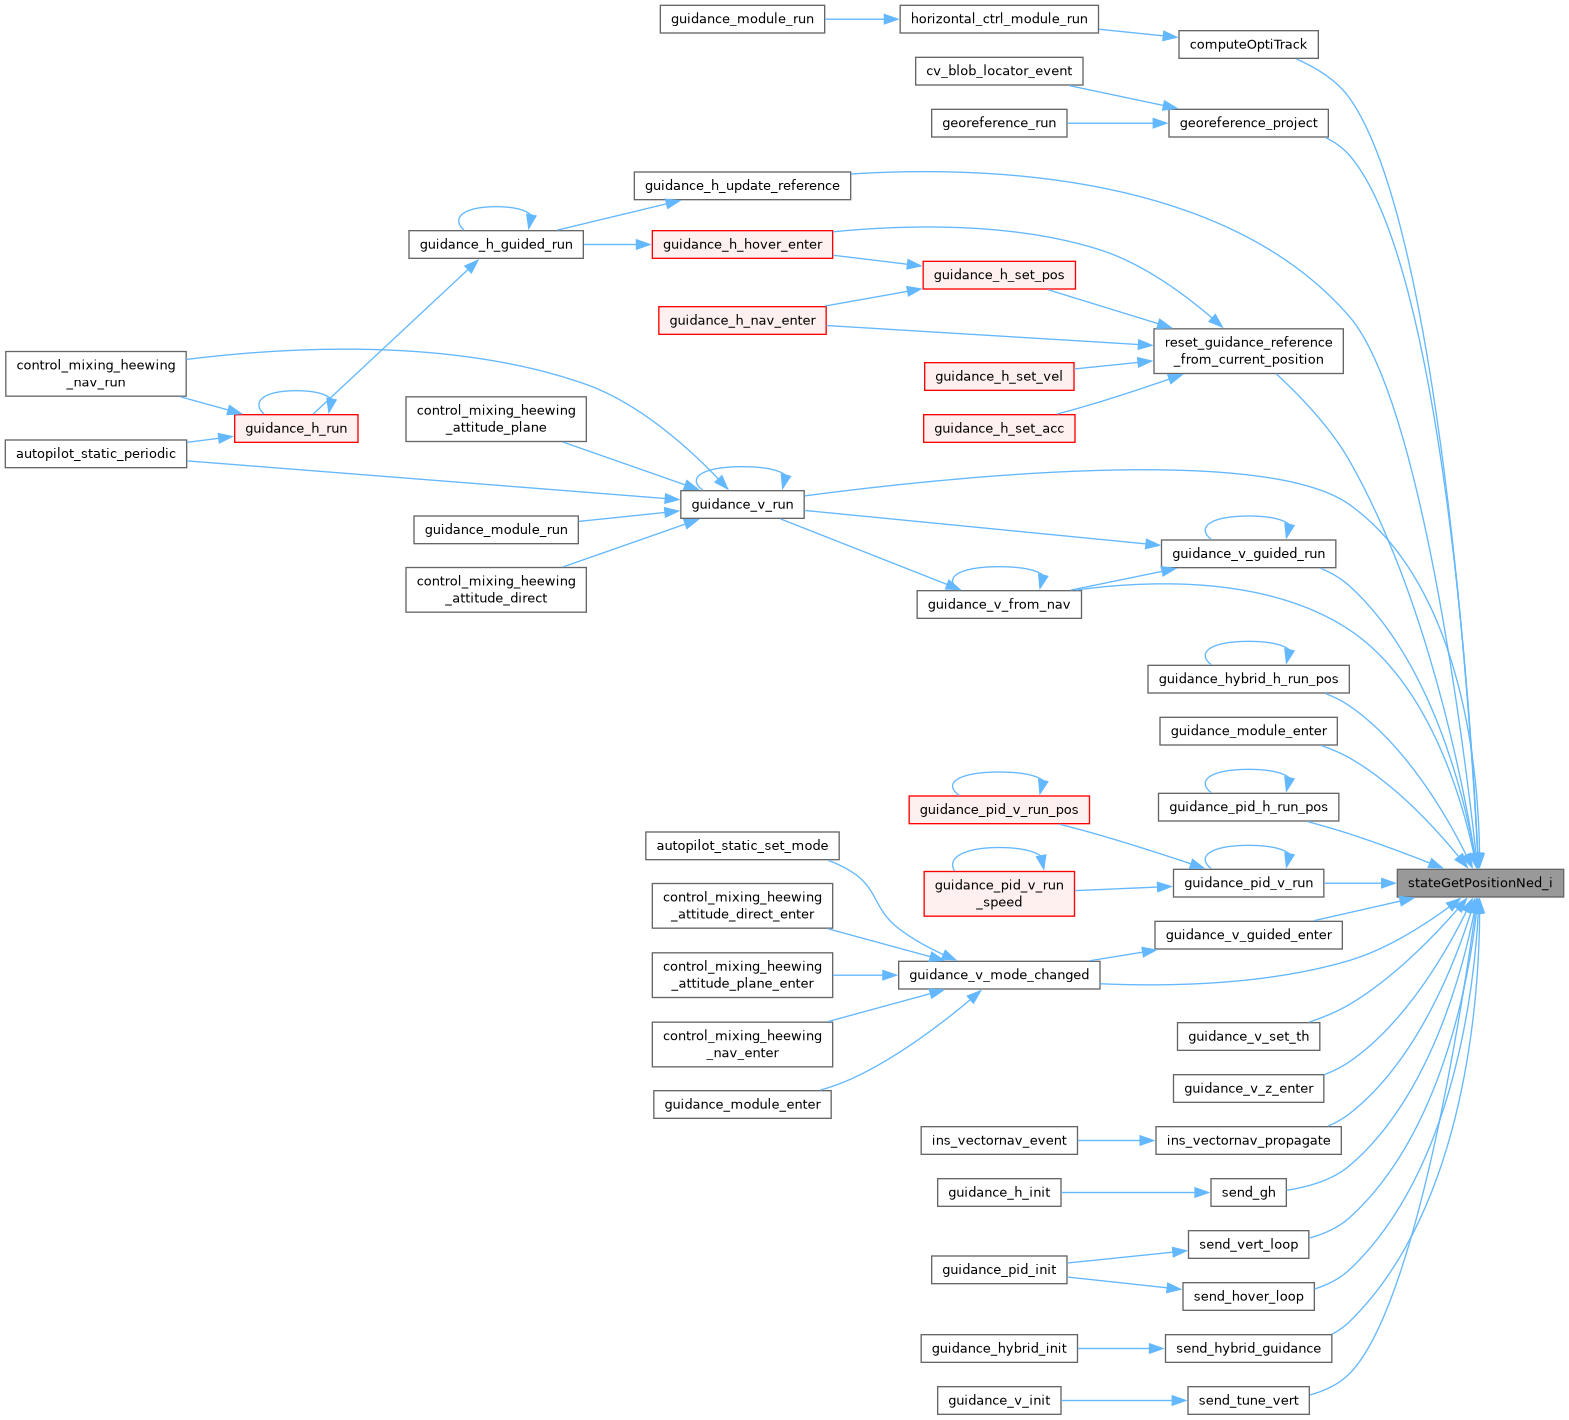 guidance_module_run
horizontal_ctrl_module_run
computeOptiTrack
cv_blob_locator_event
georeference_run
georeference_project
guidance_h_update_reference
guidance_h_guided_run
guidance_h_hover_enter
guidance_h_set_pos
guidance_h_nav_enter
reset_guidance_reference
_from_current_position
control_mixing_heewing
_nav_run
guidance_h_set_vel
guidance_h_run
guidance_h_set_acc
control_mixing_heewing
_attitude_plane
autopilot_static_periodic
guidance_v_run
guidance_module_run
guidance_v_guided_run
control_mixing_heewing
_attitude_direct
guidance_v_from_nav
guidance_hybrid_h_run_pos
guidance_module_enter
guidance_pid_v_run_pos
guidance_pid_h_run_pos
autopilot_static_set_mode
guidance_pid_v_run
_speed
guidance_pid_v_run
stateGetPositionNed_i
control_mixing_heewing
_attitude_direct_enter
guidance_v_guided_enter
control_mixing_heewing
_attitude_plane_enter
guidance_v_mode_changed
control_mixing_heewing
_nav_enter
guidance_v_set_th
guidance_v_z_enter
guidance_module_enter
ins_vectornav_event
ins_vectornav_propagate
guidance_h_init
send_gh
send_vert_loop
guidance_pid_init
send_hover_loop
guidance_hybrid_init
send_hybrid_guidance
guidance_v_init
send_tune_vert